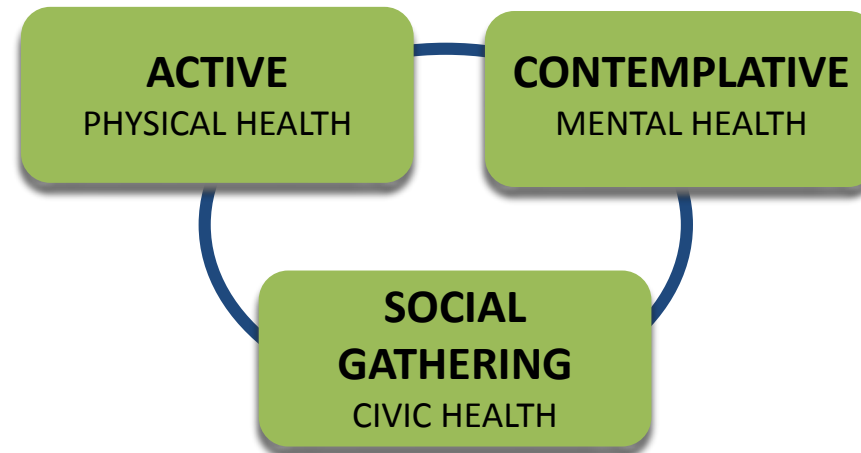 ACTIVE
PHYSICAL HEALTH
CONTEMPLATIVE
MENTAL HEALTH
SOCIAL
GATHERING
CIVIC HEALTH